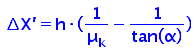 ΔX′ = h · (1/μk − 1/tan(α))